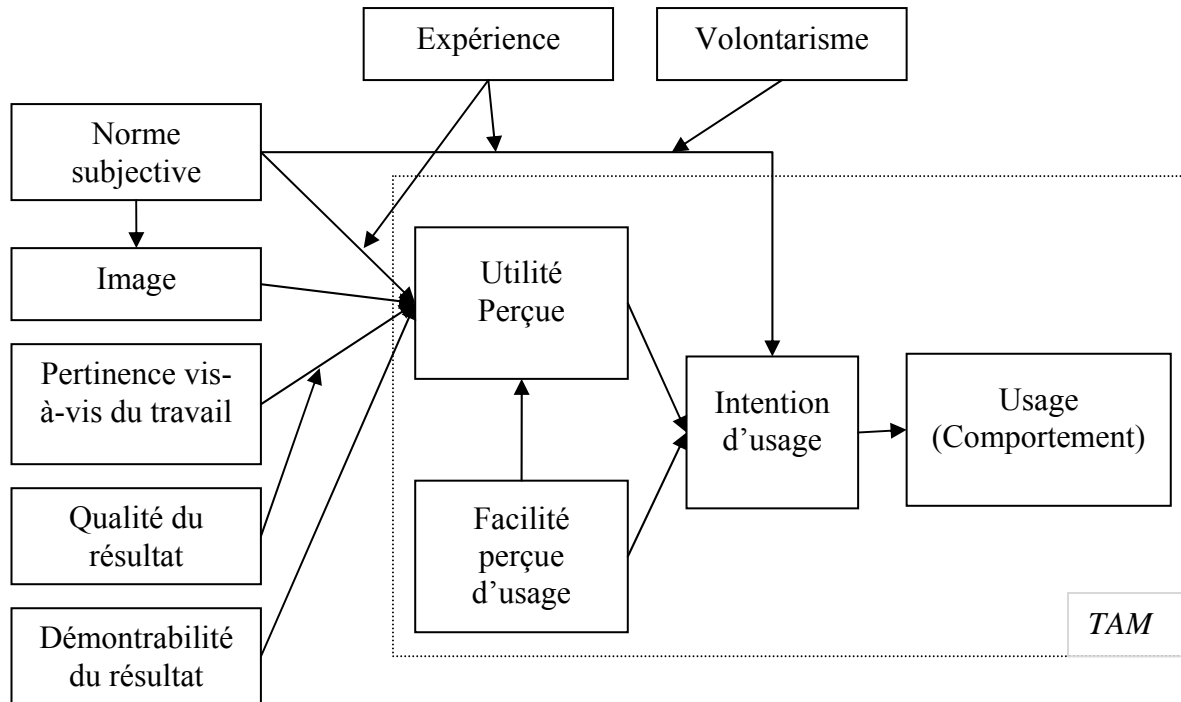 Expérience
Volontarisme
Norme
subjective
Image
Utilité
Perçue
Pertinence vis-
à-vis du travail
Intention
d’usage
Usage
(Comportement)
Qualité du
résultat
Facilité
perçue
d’usage
Démontrabilité
du résultat
TAM